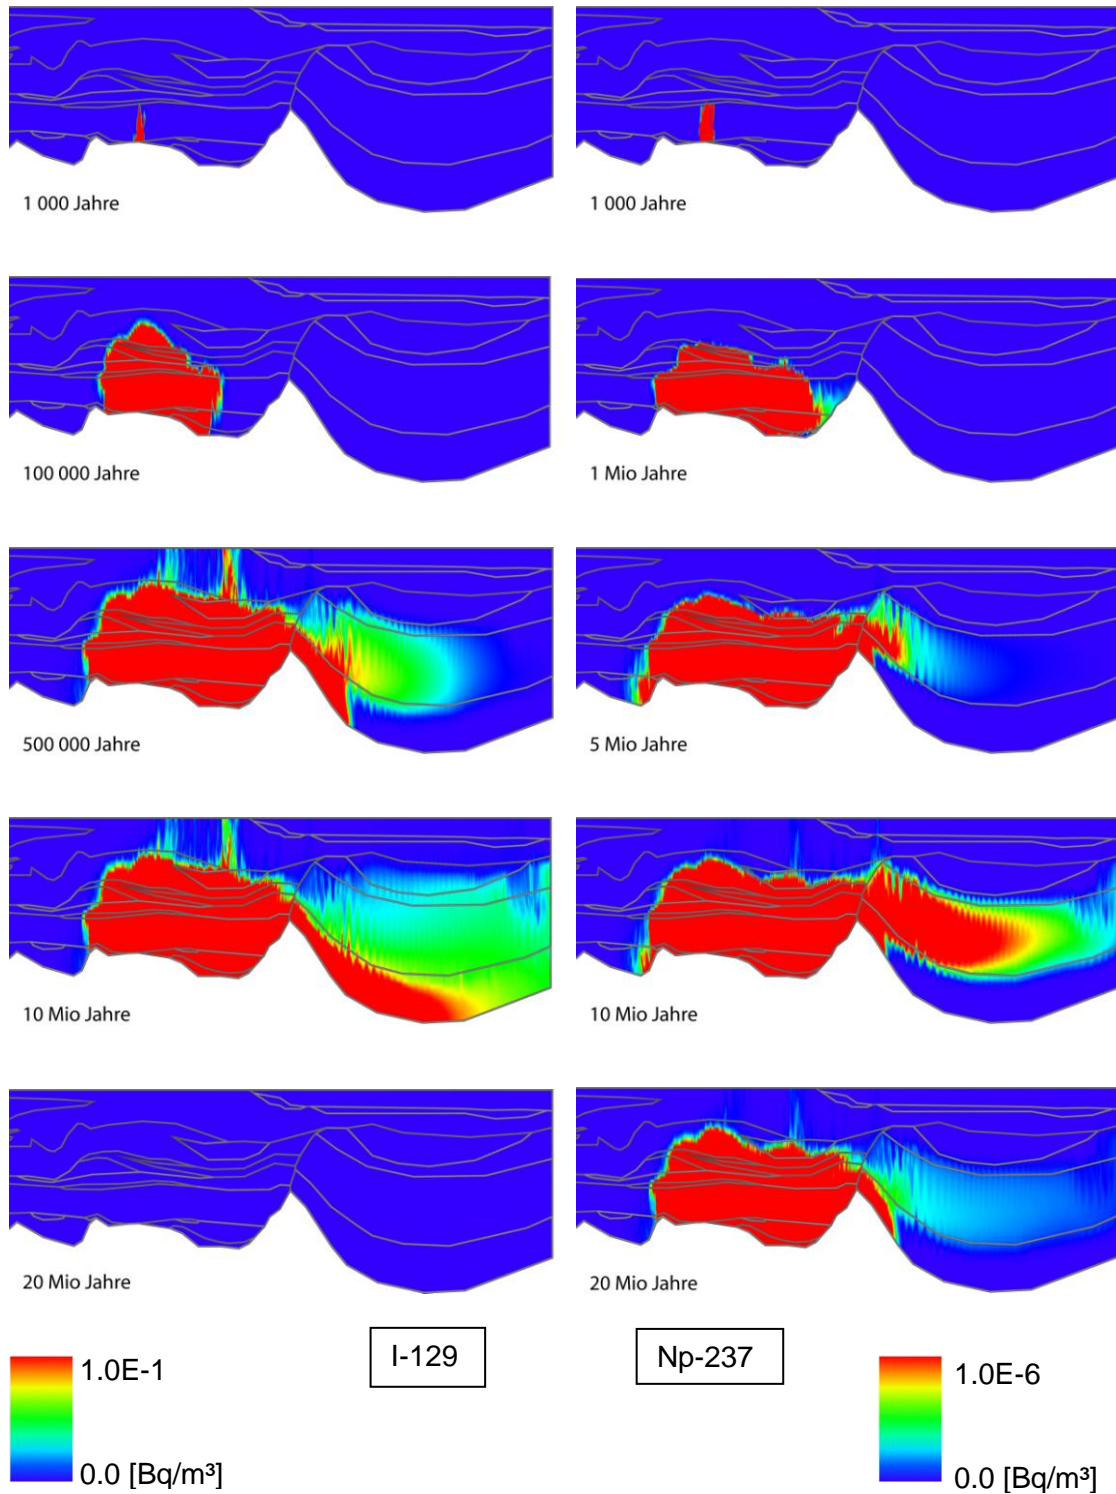 1 000 Jahre
1 000 Jahre
100 000 Jahre
1 Mio Jahre
500 000 Jahre
5 Mio Jahre
10 Mio Jahre
10 Mio Jahre
20 Mio Jahre
20 Mio Jahre
I-129
Np-237
1.0E-1
1.0E-6
0.0 [Bq/m³]
0.0 [Bq/m³]